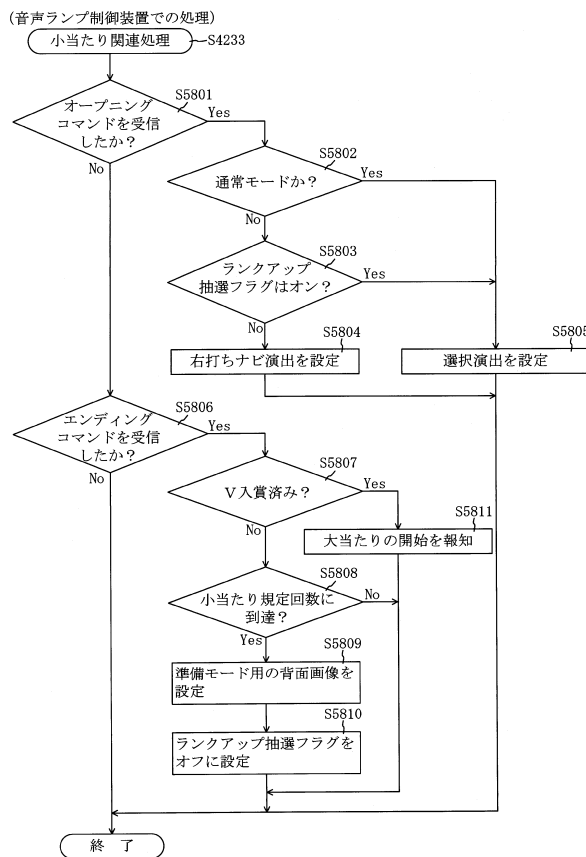 (音声ランプ制御装置での処理)
小当たり関連処理
S4233
S5801
オープニング
コマンドを受信
したか?
Yes
No
S5802
通常モードか?
Yes
No
S5803
ランクアップ
抽選フラグはオン?
Yes
No
S5804
右打ちナビ演出を設定
S5805
選択演出を設定
S5806
エンディング
コマンドを受信
したか?
Yes
No
S5807
V入賞済み?
Yes
No
S5811
大当たりの開始を報知
S5808
小当たり規定回数に
到達?
No
Yes
S5809
準備モード用の背面画像を
設定
S5810
ランクアップ抽選フラグを
オフに設定
終 了